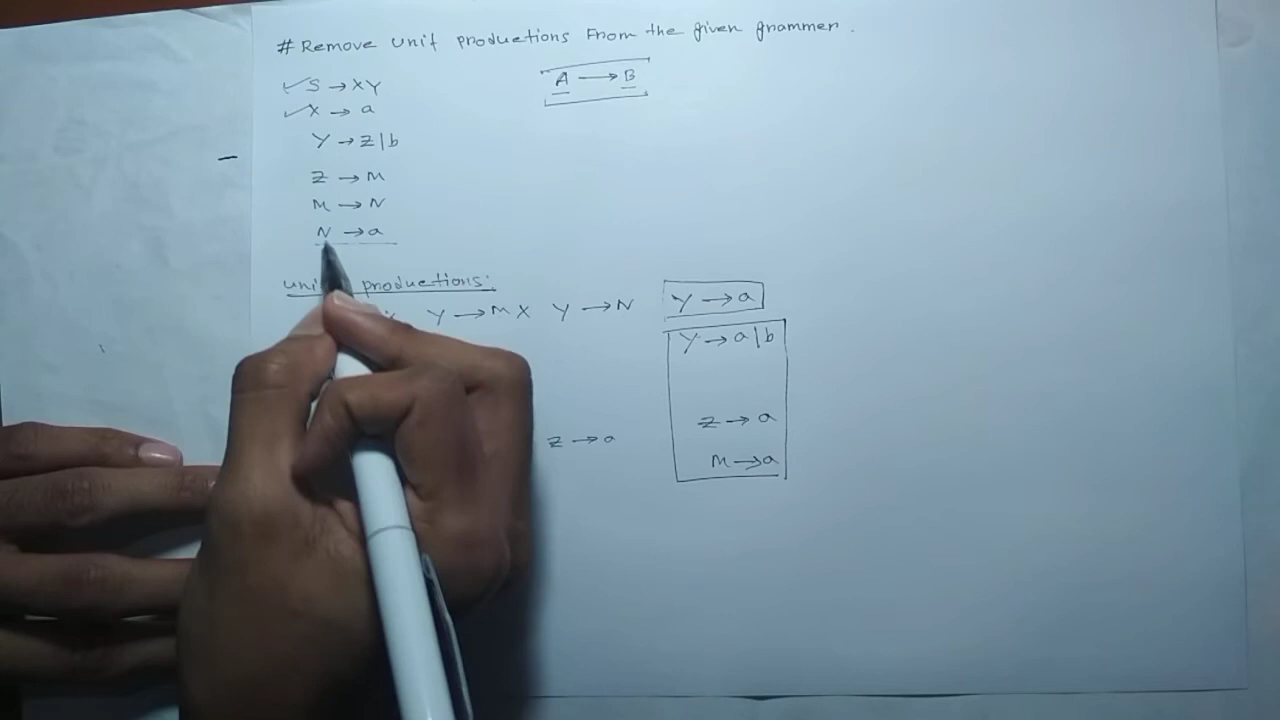 # Remove unit productions From the given grammer.
✓S → XY
A → B
✓X → a
Y → Z|b
Z → M
M → N
N → a
productions:
Y → M X Y → N
Y → a
Y → a|b
Z → a
Z → a
M → a